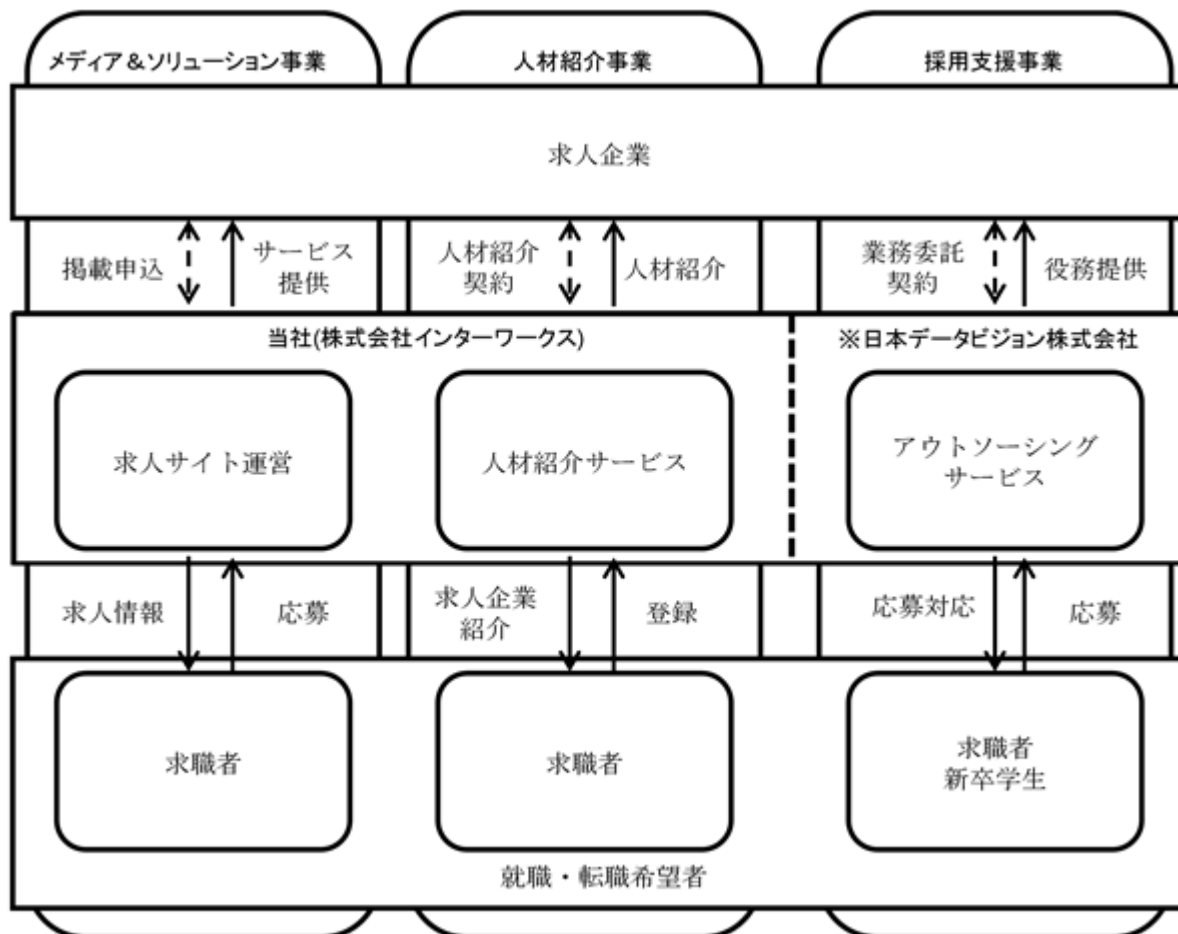 メディア＆ソリューション事業
人材紹介事業
採用支援事業
求人企業
掲載申込
サービス
提供
人材紹介
契約
人材紹介
業務委託
契約
役務提供
当社(株式会社インターワークス)
※日本データビジョン株式会社
求人サイト運営
人材紹介サービス
アウトソーシング
サービス
求人情報
応募
求人企業
紹介
登録
応募対応
応募
求職者
求職者
求職者
新卒学生
就職・転職希望者